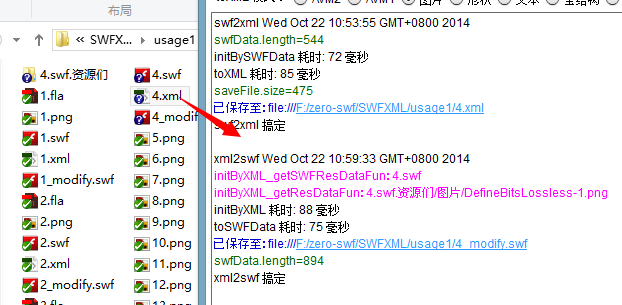 布局
« SWFX... ▸ usage1
4.swf.资源们
1.fla
1.png
1.swf
1.xml
1_modify.swf
2.fla
2.png
2.swf
2.xml
2_modify.swf
4.swf
4.xml
4_modif
5.png
6.png
7.png
8.png
9.png
10.png
11.png
12.png
swf2xml Wed Oct 22 10:53:55 GMT+0800 2014
swfData.length=544
initBySWFData 耗时: 72 毫秒
toXML 耗时: 85 毫秒
saveFile.size=475
已保存至: file:///F:/zero-swf/SWFXML/usage1/4.xml
swf2xml 搞定
xml2swf Wed Oct 22 10:59:33 GMT+0800 2014
initByXML_getSWFResDataFun: 4.swf
initByXML_getResDataFun: 4.swf.资源们/图片/DefineBitsLossless-1.png
initByXML 耗时: 88 毫秒
toSWFData 耗时: 75 毫秒
已保存至: file:///F:/zero-swf/SWFXML/usage1/4_modify.swf
swfData.length=894
xml2swf 搞定